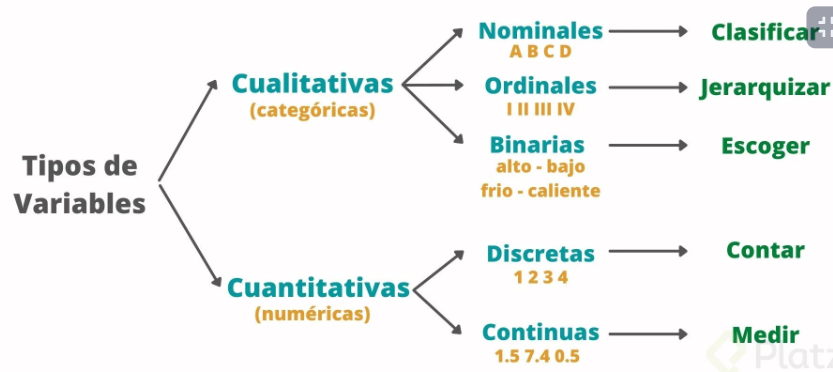 Tipos de
Variables
Cualitativas
(categóricas)
Nominales
A B C D
Clasificar
Ordinales
I II III IV
Jerarquizar
Binarias
alto - bajo
frio - caliente
Escoger
Cuantitativas
(numéricas)
Discretas
1 2 3 4
Contar
Continuas
1.5 7.4 0.5
Medir
Platz